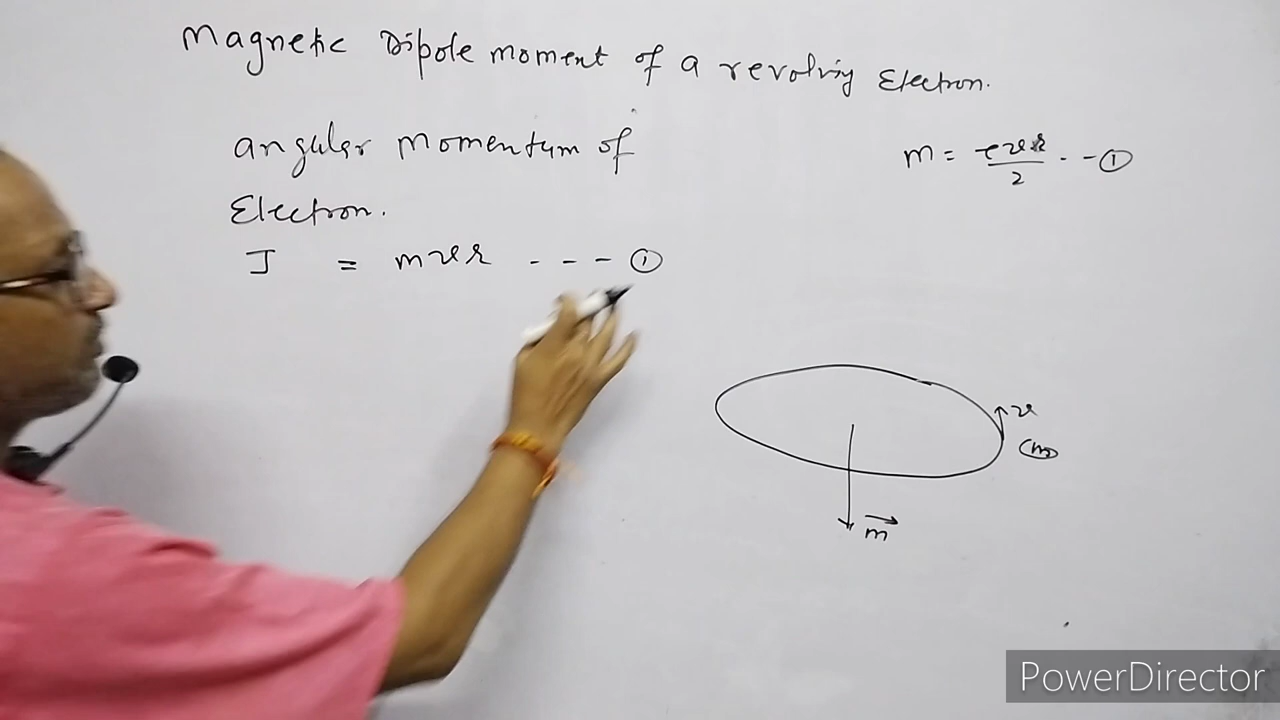 Magnetic Dipole moment of a revolving Electron.
angular momentum of
Electron.
J = mvr - - - ①
m = evr/2 - - ①
v
m
m
PowerDirector